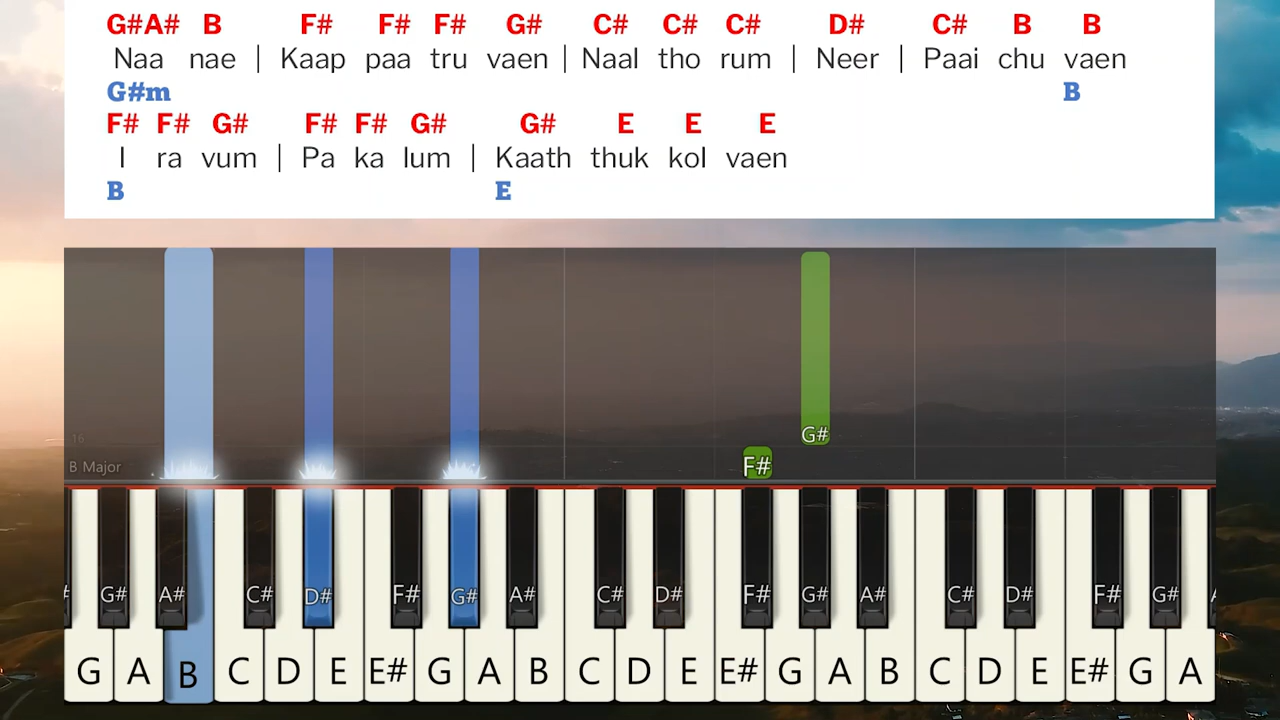 G#A# B F# F# F# G# C# C# C# D# C# B B
Naa nae | Kaap paa tru vaen | Naal tho rum | Neer | Paai chu vaen
G#m B
F# F# G# F# F# G# G# E E E
I ra vum | Pa ka lum | Kaath thuk kol vaen
B E
G#
F#
16
B Major
G# A# C# D# F# G# A# C# D# F# G# A# C# D# F# G#
G A B C D E E# G A B C D E E# G A B C D E E# G A